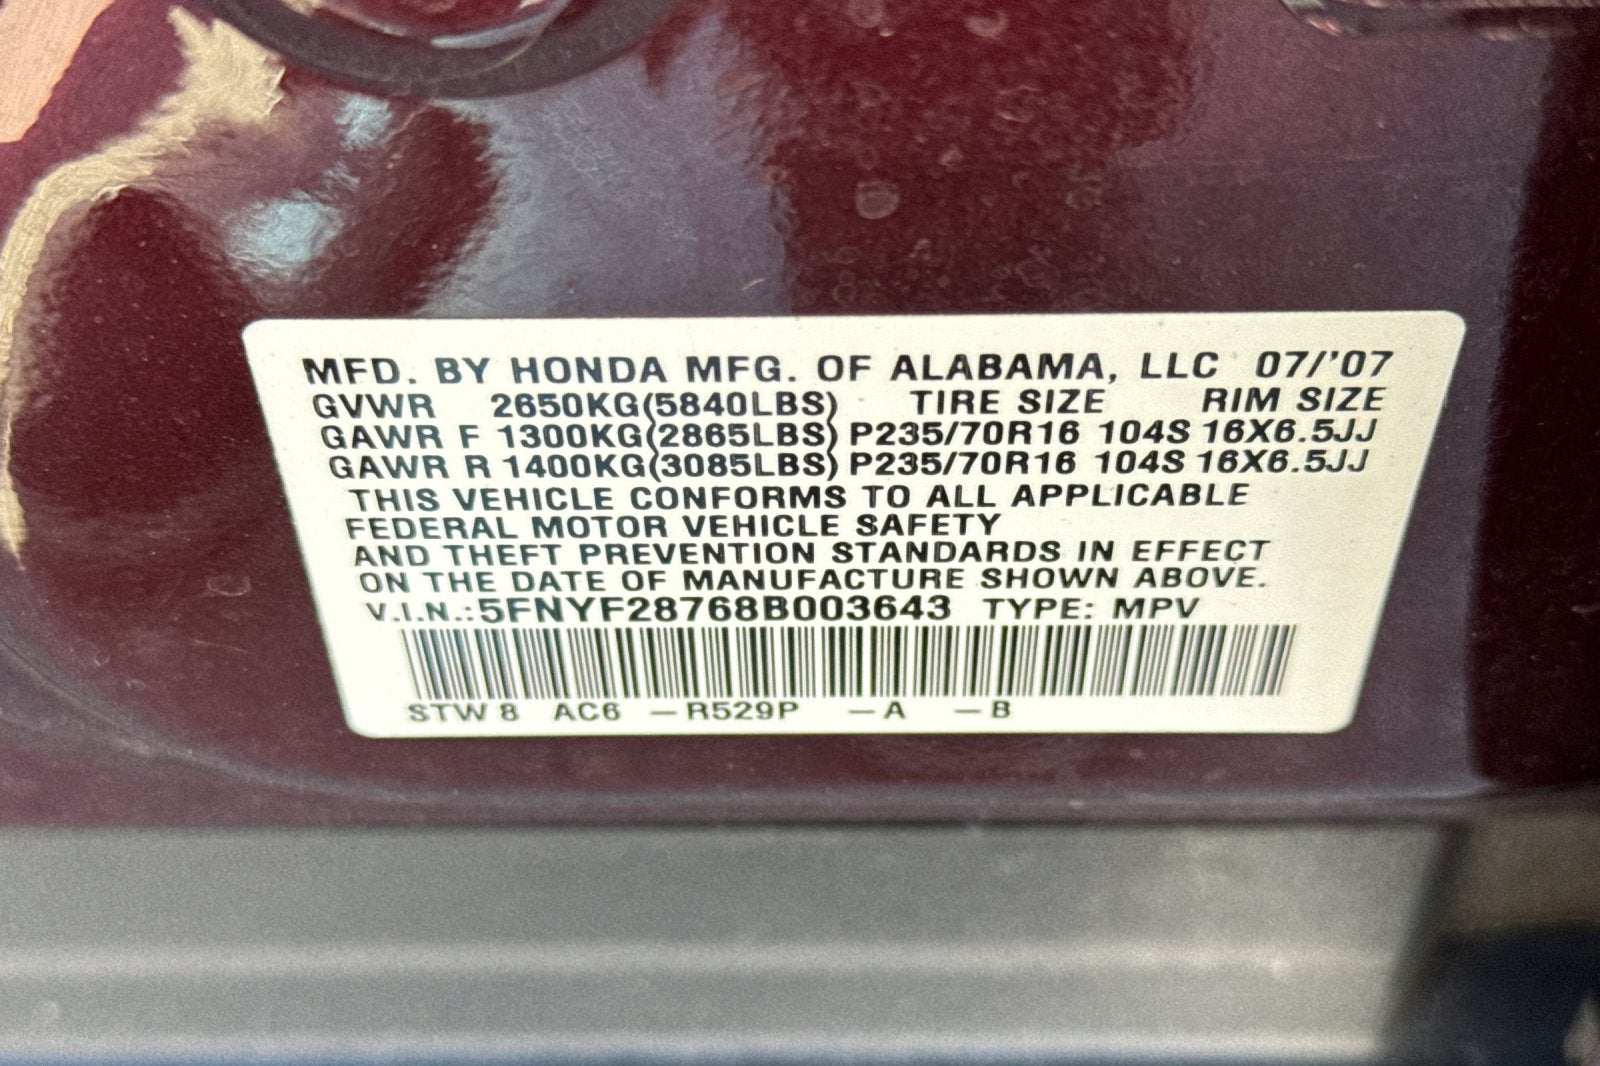 MFD. BY HONDA MFG. OF ALABAMA, LLC 07/'07
GVWR 2650KG(5840LBS) TIRE SIZE RIM SIZE
GAWR F 1300KG(2865LBS) P235/70R16 104S 16X6.5JJ
GAWR R 1400KG(3085LBS) P235/70R16 104S 16X6.5JJ
THIS VEHICLE CONFORMS TO ALL APPLICABLE
FEDERAL MOTOR VEHICLE SAFETY
AND THEFT PREVENTION STANDARDS IN EFFECT
ON THE DATE OF MANUFACTURE SHOWN ABOVE.
V.I.N.:5FNYF28768B003643 TYPE: MPV
STW 8 AC6 -R529P -A -B